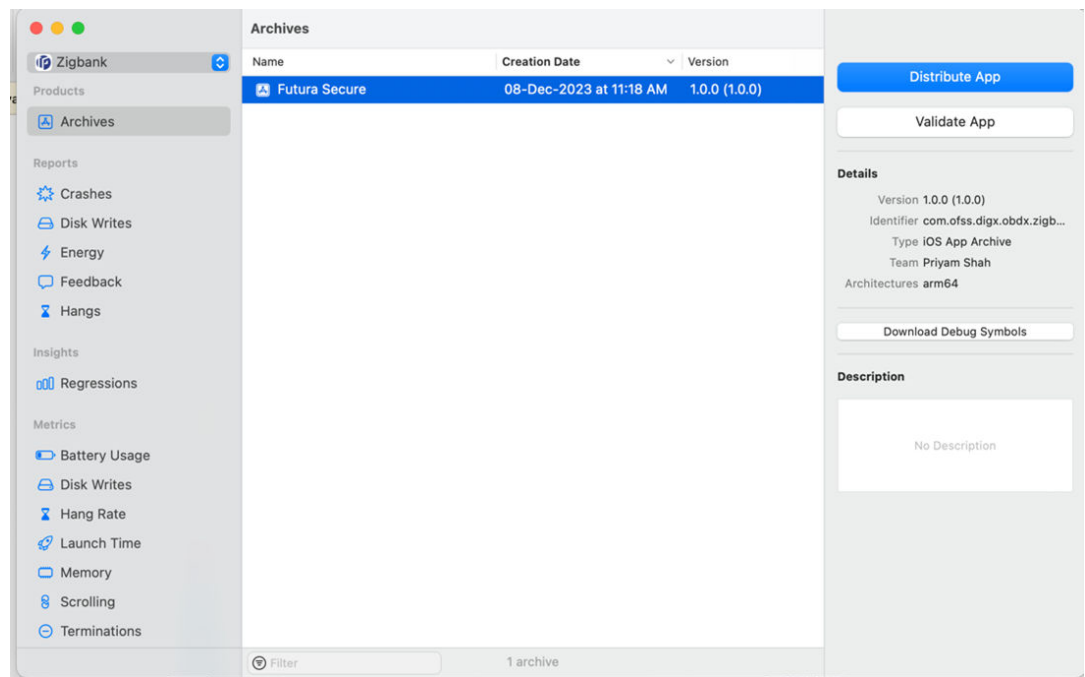 Archives
Zigbank
Name Creation Date Version
Products
Futura Secure 08-Dec-2023 at 11:18 AM 1.0.0 (1.0.0)
Archives
Reports
Crashes
Disk Writes
Energy
Feedback
Hangs
Insights
Regressions
Metrics
Battery Usage
Disk Writes
Hang Rate
Launch Time
Memory
Scrolling
Terminations
Filter 1 archive
Distribute App
Validate App
Details
Version 1.0.0 (1.0.0)
Identifier com.ofss.digx.obdx.zigb...
Type iOS App Archive
Team Priyam Shah
Architectures arm64
Download Debug Symbols
Description
No Description